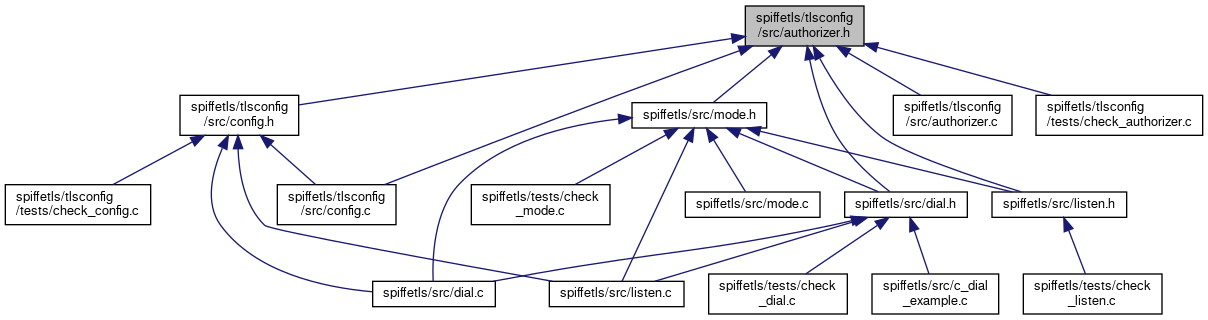 spiffetls/tlsconfig
/src/authorizer.h
spiffetls/tlsconfig
/src/config.h
spiffetls/src/mode.h
spiffetls/tlsconfig
/src/authorizer.c
spiffetls/tlsconfig
/tests/check_authorizer.c
spiffetls/tlsconfig
/tests/check_config.c
spiffetls/tlsconfig
/src/config.c
spiffetls/tests/check
_mode.c
spiffetls/src/mode.c
spiffetls/src/dial.h
spiffetls/src/listen.h
spiffetls/src/dial.c
spiffetls/src/listen.c
spiffetls/tests/check
_dial.c
spiffetls/src/c_dial
_example.c
spiffetls/tests/check
_listen.c